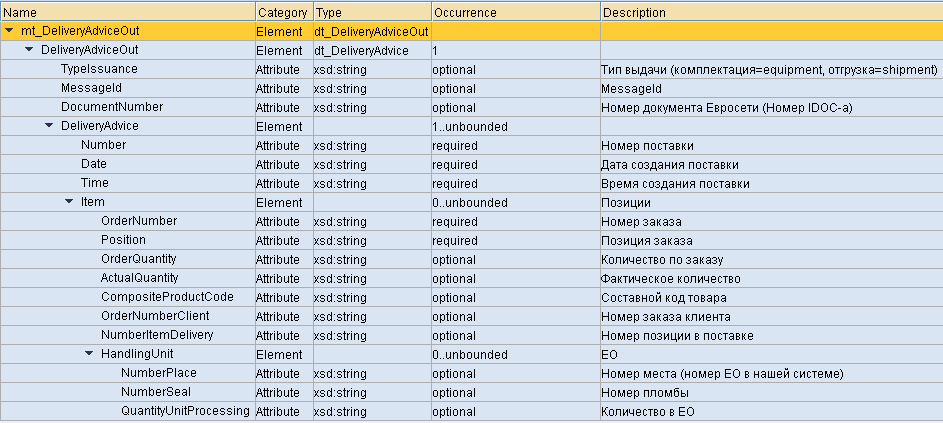 Name Category Type Occurrence Description
mt_DeliveryAdviceOut Element dt_DeliveryAdviceOut
DeliveryAdviceOut Element dt_DeliveryAdvice 1
TypeIssuance Attribute xsd:string optional Тип выдачи (комплектация=equipment, отгрузка=shipment)
MessageId Attribute xsd:string optional MessageId
DocumentNumber Attribute xsd:string optional Номер документа Евросети (Номер IDOC-а)
DeliveryAdvice Element 1..unbounded
Number Attribute xsd:string required Номер поставки
Date Attribute xsd:string required Дата создания поставки
Time Attribute xsd:string required Время создания поставки
Item Element 0..unbounded Позиции
OrderNumber Attribute xsd:string required Номер заказа
Position Attribute xsd:string required Позиция заказа
OrderQuantity Attribute xsd:string optional Количество по заказу
ActualQuantity Attribute xsd:string optional Фактическое количество
CompositeProductCode Attribute xsd:string optional Составной код товара
OrderNumberClient Attribute xsd:string optional Номер заказа клиента
NumberItemDelivery Attribute xsd:string optional Номер позиции в поставке
HandlingUnit Element 0..unbounded ЕО
NumberPlace Attribute xsd:string optional Номер места (номер ЕО в нашей системе)
NumberSeal Attribute xsd:string optional Номер пломбы
QuantityUnitProcessing Attribute xsd:string optional Количество в ЕО